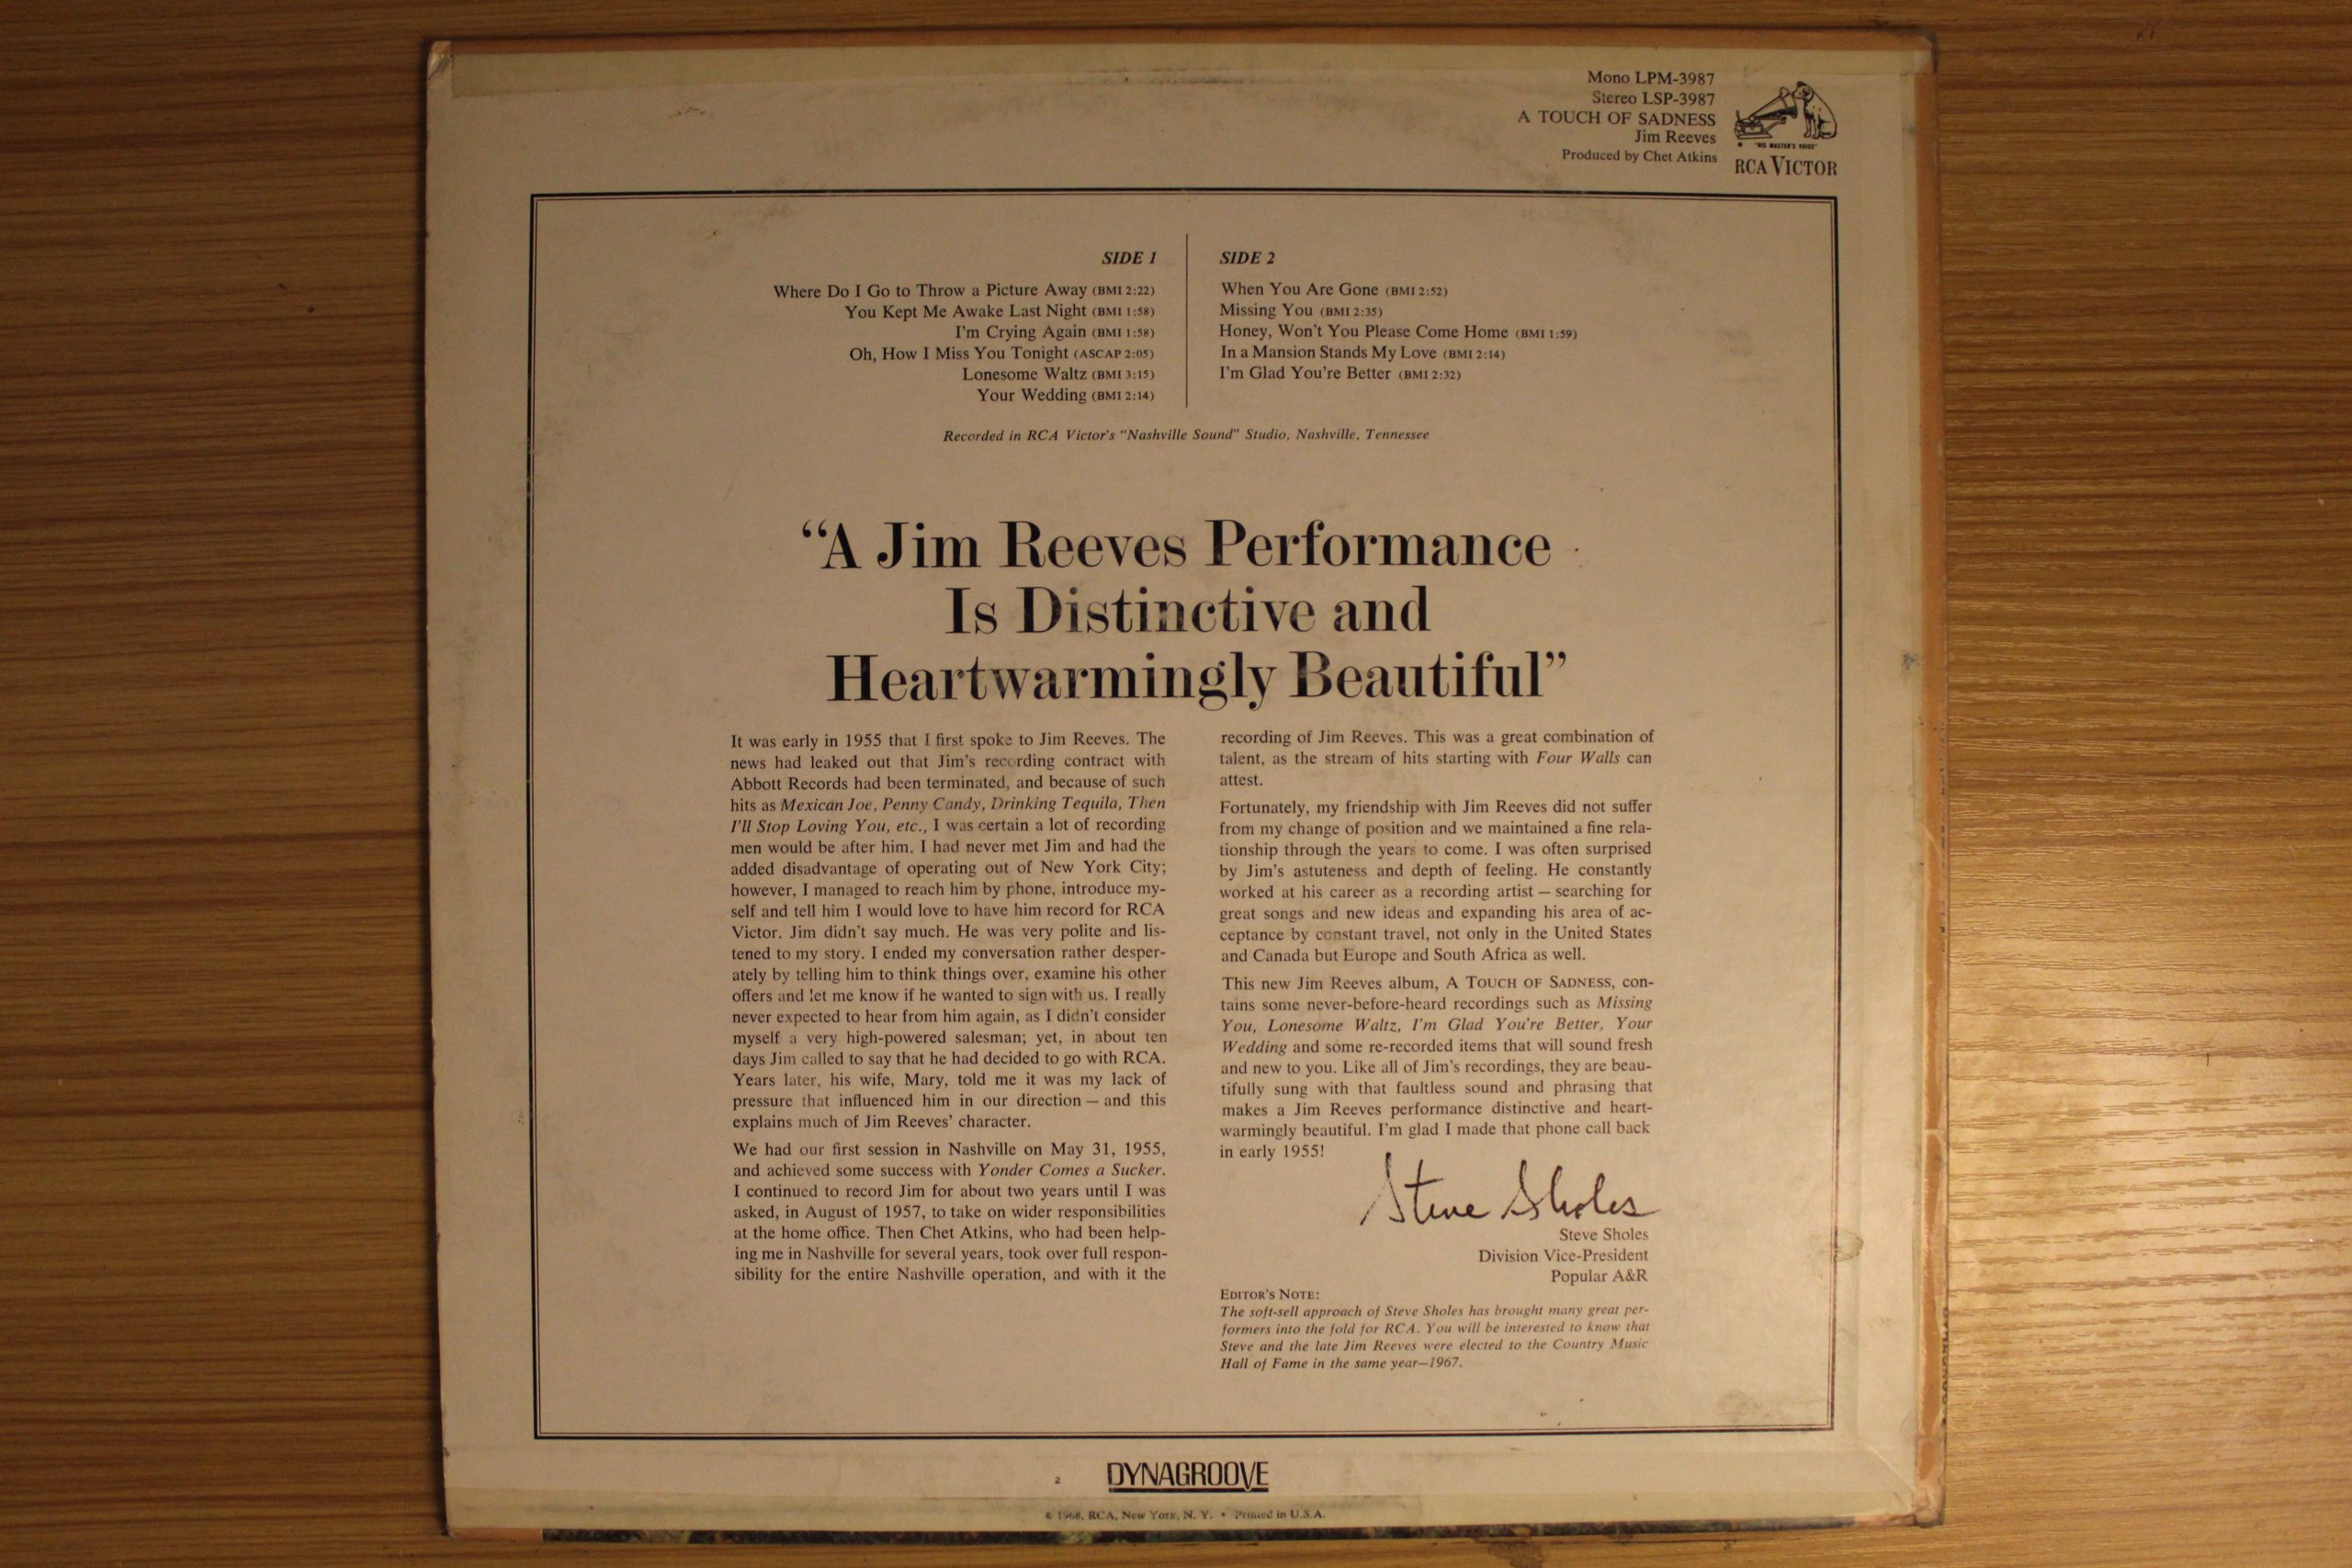 Mono LPM-3987
Stereo LSP-3987
A TOUCH OF SADNESS
Jim Reeves
Produced by Chet Atkins
"HIS MASTER'S VOICE"
RCA VICTOR
SIDE 1
Where Do I Go to Throw a Picture Away (BMI 2:22)
You Kept Me Awake Last Night (BMI 1:58)
I'm Crying Again (BMI 1:58)
Oh, How I Miss You Tonight (ASCAP 2:05)
Lonesome Waltz (BMI 3:15)
Your Wedding (BMI 2:14)
SIDE 2
When You Are Gone (BMI 2:52)
Missing You (BMI 2:35)
Honey, Won't You Please Come Home (BMI 1:59)
In a Mansion Stands My Love (BMI 2:14)
I'm Glad You're Better (BMI 2:32)
Recorded in RCA Victor's "Nashville Sound" Studio, Nashville, Tennessee
“A Jim Reeves Performance
Is Distinctive and
Heartwarmingly Beautiful”
It was early in 1955 that I first spoke to Jim Reeves. The
news had leaked out that Jim's recording contract with
Abbott Records had been terminated, and because of such
hits as Mexican Joe, Penny Candy, Drinking Tequila, Then
I'll Stop Loving You, etc., I was certain a lot of recording
men would be after him. I had never met Jim and had the
added disadvantage of operating out of New York City;
however, I managed to reach him by phone, introduce my-
self and tell him I would love to have him record for RCA
Victor. Jim didn't say much. He was very polite and lis-
tened to my story. I ended my conversation rather desper-
ately by telling him to think things over, examine his other
offers and let me know if he wanted to sign with us. I really
never expected to hear from him again, as I didn't consider
myself a very high-powered salesman; yet, in about ten
days Jim called to say that he had decided to go with RCA.
Years later, his wife, Mary, told me it was my lack of
pressure that influenced him in our direction — and this
explains much of Jim Reeves' character.
We had our first session in Nashville on May 31, 1955,
and achieved some success with Yonder Comes a Sucker.
I continued to record Jim for about two years until I was
asked, in August of 1957, to take on wider responsibilities
at the home office. Then Chet Atkins, who had been help-
ing me in Nashville for several years, took over full respon-
sibility for the entire Nashville operation, and with it the
recording of Jim Reeves. This was a great combination of
talent, as the stream of hits starting with Four Walls can
attest.
Fortunately, my friendship with Jim Reeves did not suffer
from my change of position and we maintained a fine rela-
tionship through the years to come. I was often surprised
by Jim's astuteness and depth of feeling. He constantly
worked at his career as a recording artist — searching for
great songs and new ideas and expanding his area of ac-
ceptance by constant travel, not only in the United States
and Canada but Europe and South Africa as well.
This new Jim Reeves album, A TOUCH OF SADNESS, con-
tains some never-before-heard recordings such as Missing
You, Lonesome Waltz, I'm Glad You're Better, Your
Wedding and some re-recorded items that will sound fresh
and new to you. Like all of Jim's recordings, they are beau-
tifully sung with that faultless sound and phrasing that
makes a Jim Reeves performance distinctive and heart-
warmingly beautiful. I'm glad I made that phone call back
in early 1955!
Steve Sholes
Steve Sholes
Division Vice-President
Popular A&R
EDITOR'S NOTE:
The soft-sell approach of Steve Sholes has brought many great per-
formers into the fold for RCA. You will be interested to know that
Steve and the late Jim Reeves were elected to the Country Music
Hall of Fame in the same year—1967.
2
DYNAGROOVE
© 1968, RCA, New York, N. Y. • Printed in U.S.A.